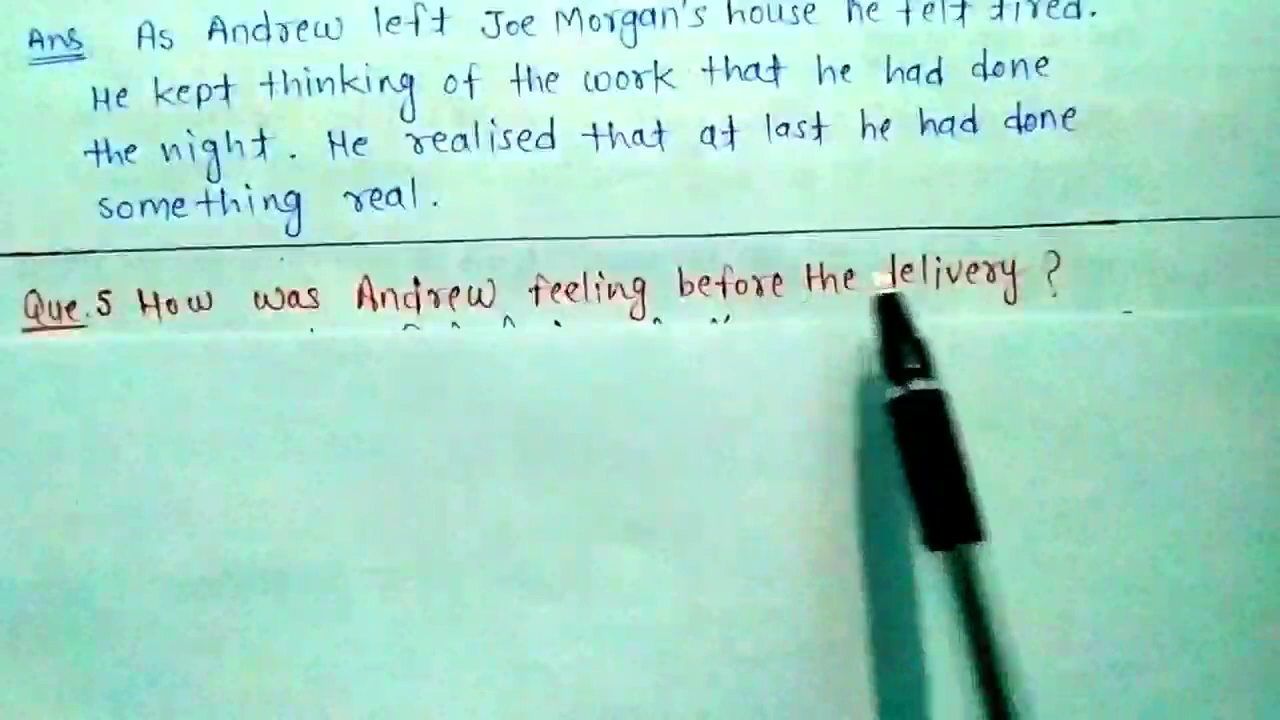 Ans As Andrew left Joe Morgan's house he felt tired.
He kept thinking of the work that he had done
the night. He realised that at last he had done
something real.
Que.5 How was Andrew feeling before the delivery?